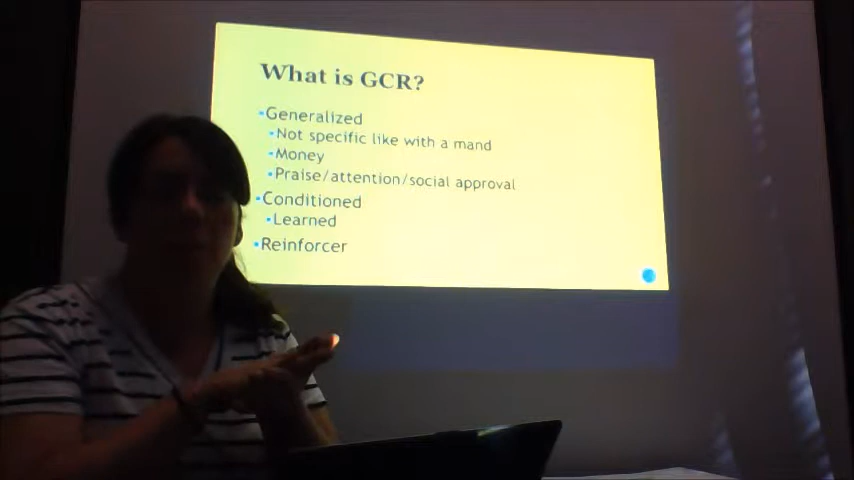 What is GCR?
▪Generalized
▪Not specific like with a mand
▪Money
▪Praise/attention/social approval
▪Conditioned
▪Learned
▪Reinforcer